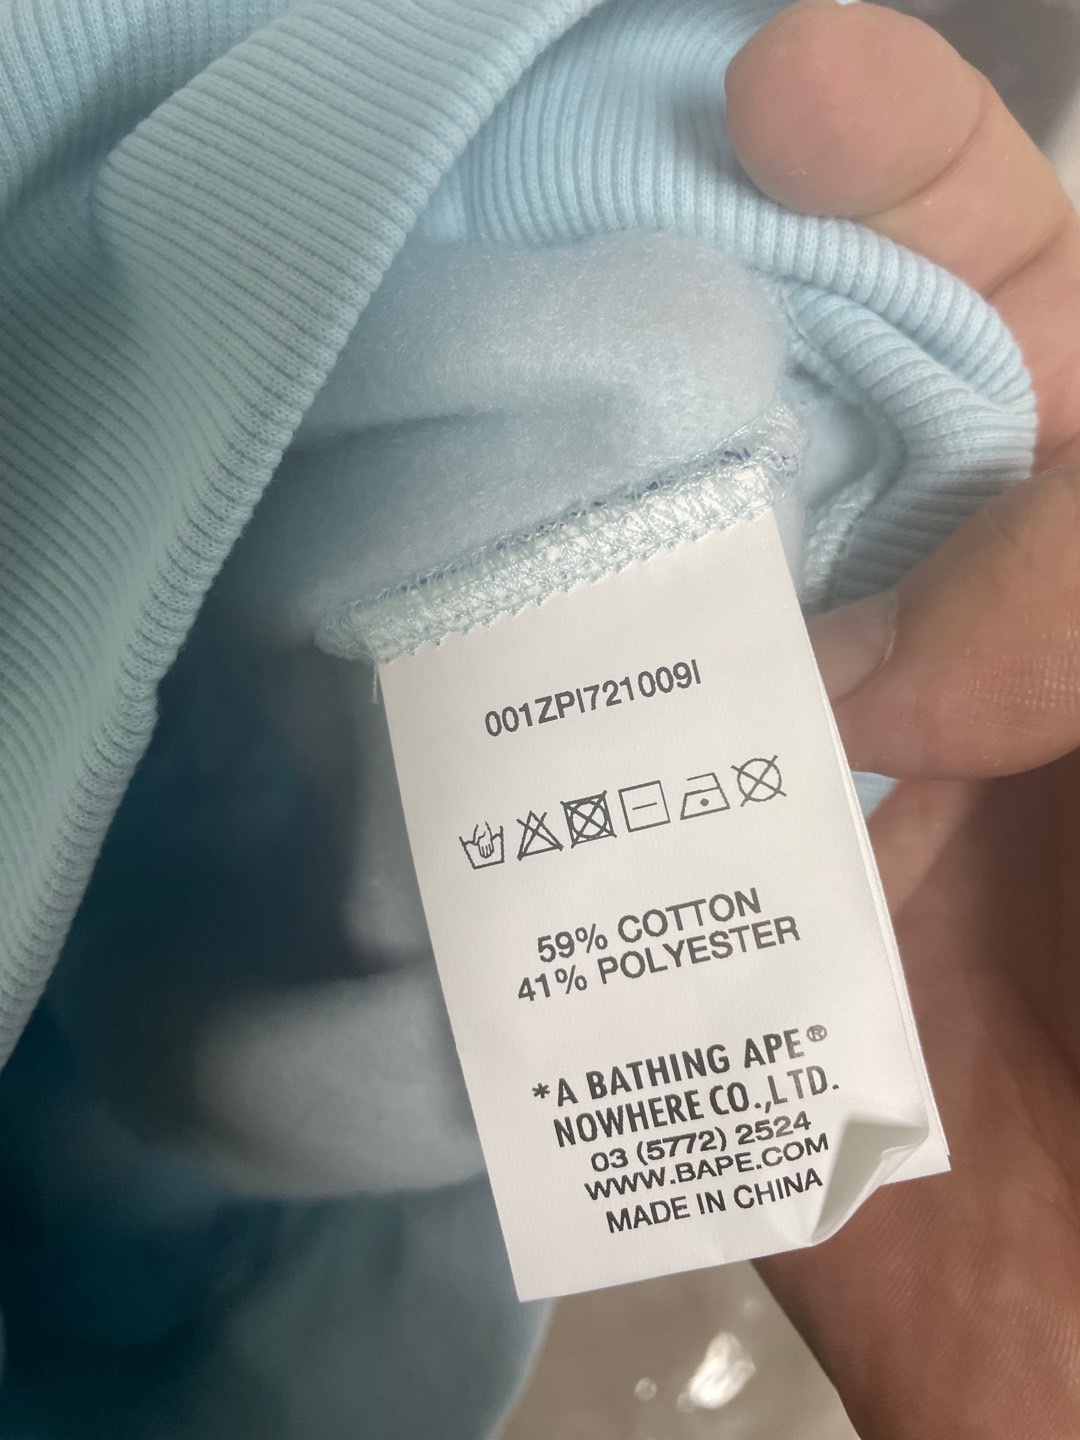 001ZPI721009I
59% COTTON
41% POLYESTER
*A BATHING APE®
NOWHERE CO.,LTD.
03 (5772) 2524
WWW.BAPE.COM
MADE IN CHINA